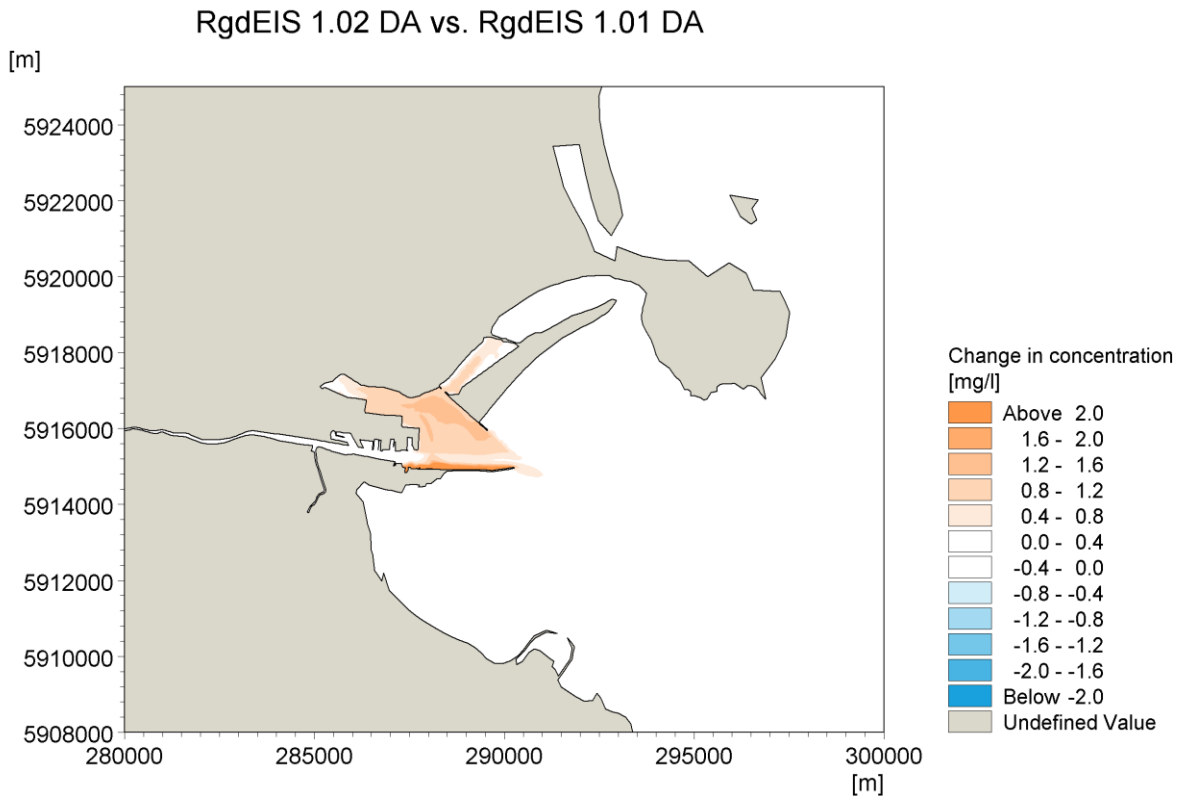 RgdEIS 1.02 DA vs. RgdEIS 1.01 DA
[m]
5924000
5922000
5920000
5918000
5916000
5914000
5912000
5910000
5908000
280000
285000
290000
295000
300000
[m]
Change in concentration
[mg/l]
Above 2.0
1.6 - 2.0
1.2 - 1.6
0.8 - 1.2
0.4 - 0.8
0.0 - 0.4
-0.4 - 0.0
-0.8 - -0.4
-1.2 - -0.8
-1.6 - -1.2
-2.0 - -1.6
Below -2.0
Undefined Value